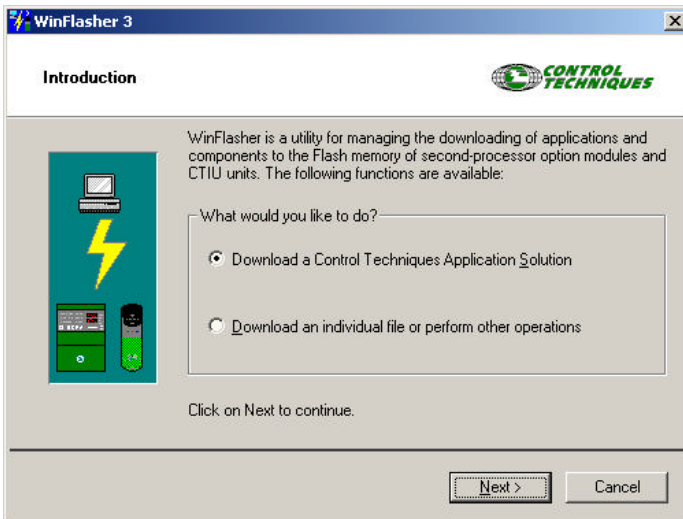 WinFlasher 3
Introduction
CONTROL
TECHNIQUES
WinFlasher is a utility for managing the downloading of applications and
components to the Flash memory of second-processor option modules and
CTIU units. The following functions are available:
What would you like to do?
Download a Control Techniques Application Solution
Download an individual file or perform other operations
Click on Next to continue.
Next >
Cancel